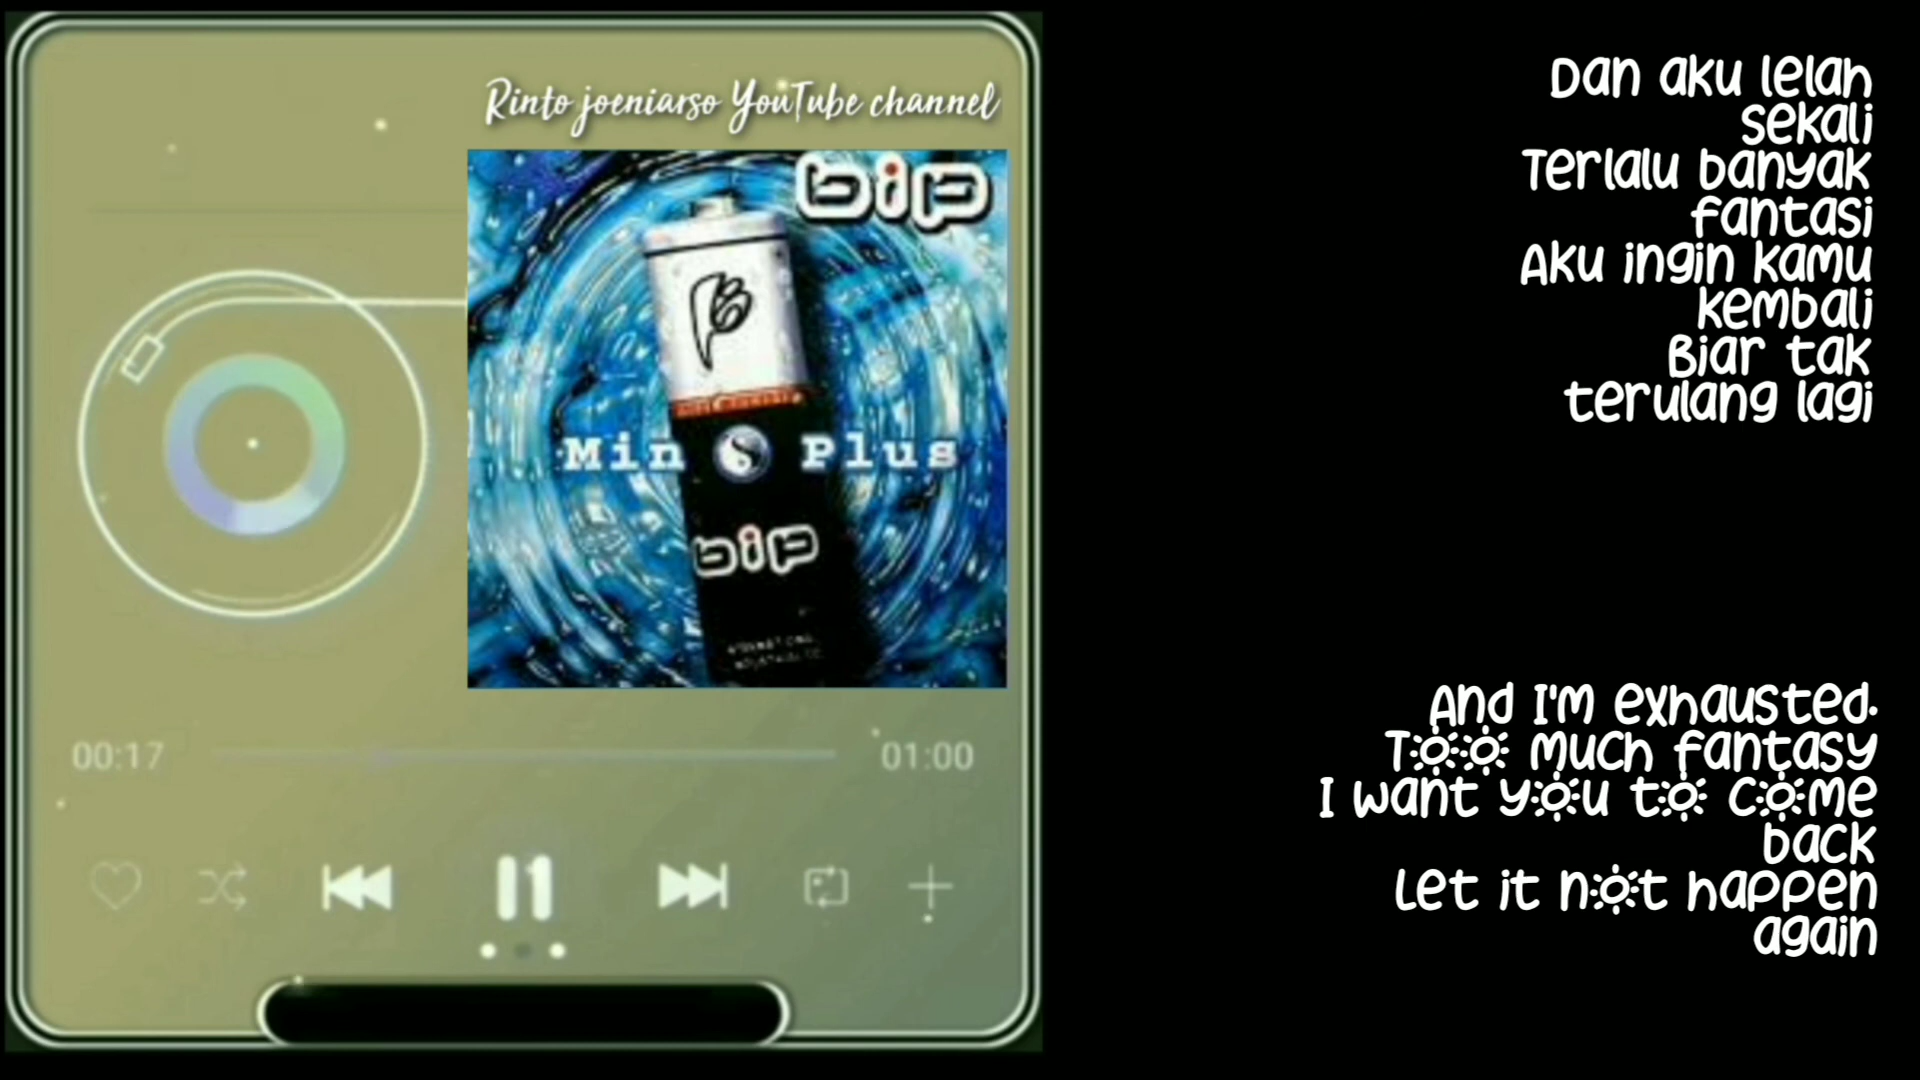 Rinto joeniarso YouTube channel
bip
Min Plus
bip
00:17
01:00
Dan aku lelah
sekali
Terlalu banyak
fantasi
Aku ingin kamu
kembali
Biar tak
terulang lagi
And I'm exhausted.
Too much fantasy
I want you to come
back
Let it not happen
again